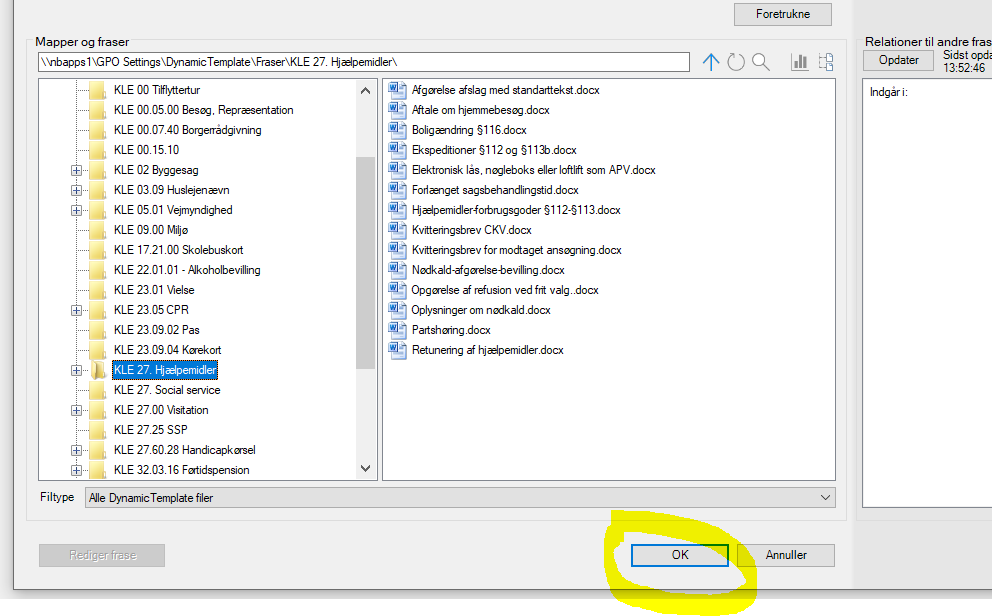 Foretrukne
Mapper og fraser
\\nbapps1\GPO Settings\DynamicTemplate\Fraser\KLE 27. Hjælpemidler\
KLE 00 Tilflyttertur
KLE 00.05.00 Besøg, Repræsentation
KLE 00.07.40 Borgerrådgivning
KLE 00.15.10
KLE 02 Byggesag
KLE 03.09 Huslejenævn
KLE 05.01 Vejmyndighed
KLE 09.00 Miljø
KLE 17.21.00 Skolebuskort
KLE 22.01.01 - Alkoholbevilling
KLE 23.01 Vielse
KLE 23.05 CPR
KLE 23.09.02 Pas
KLE 23.09.04 Kørekort
KLE 27. Hjælpemidler
KLE 27. Social service
KLE 27.00 Visitation
KLE 27.25 SSP
KLE 27.60.28 Handicapkørsel
KLE 32.03.16 Førtidspension
Afgørelse afslag med standarttekst.docx
Aftale om hjemmebesøg.docx
Boligændring §116.docx
Ekspeditioner §112 og §113b.docx
Elektronisk lås, nøgleboks eller loftlift som APV.docx
Forlænget sagsbehandlingstid.docx
Hjælpemidler-forbrugsgoder §112-§113.docx
Kvitteringsbrev CKV.docx
Kvitteringsbrev for modtaget ansøgning.docx
Nødkald-afgørelse-bevilling.docx
Opgørelse af refusion ved frit valg..docx
Oplysninger om nødkald.docx
Partshøring.docx
Retunering af hjælpemidler.docx
Relationer til andre fras
Opdater
Sidst opda
13:52:46
Indgår i:
Filtype
Alle DynamicTemplate filer
Rediger frase
OK
Annuller